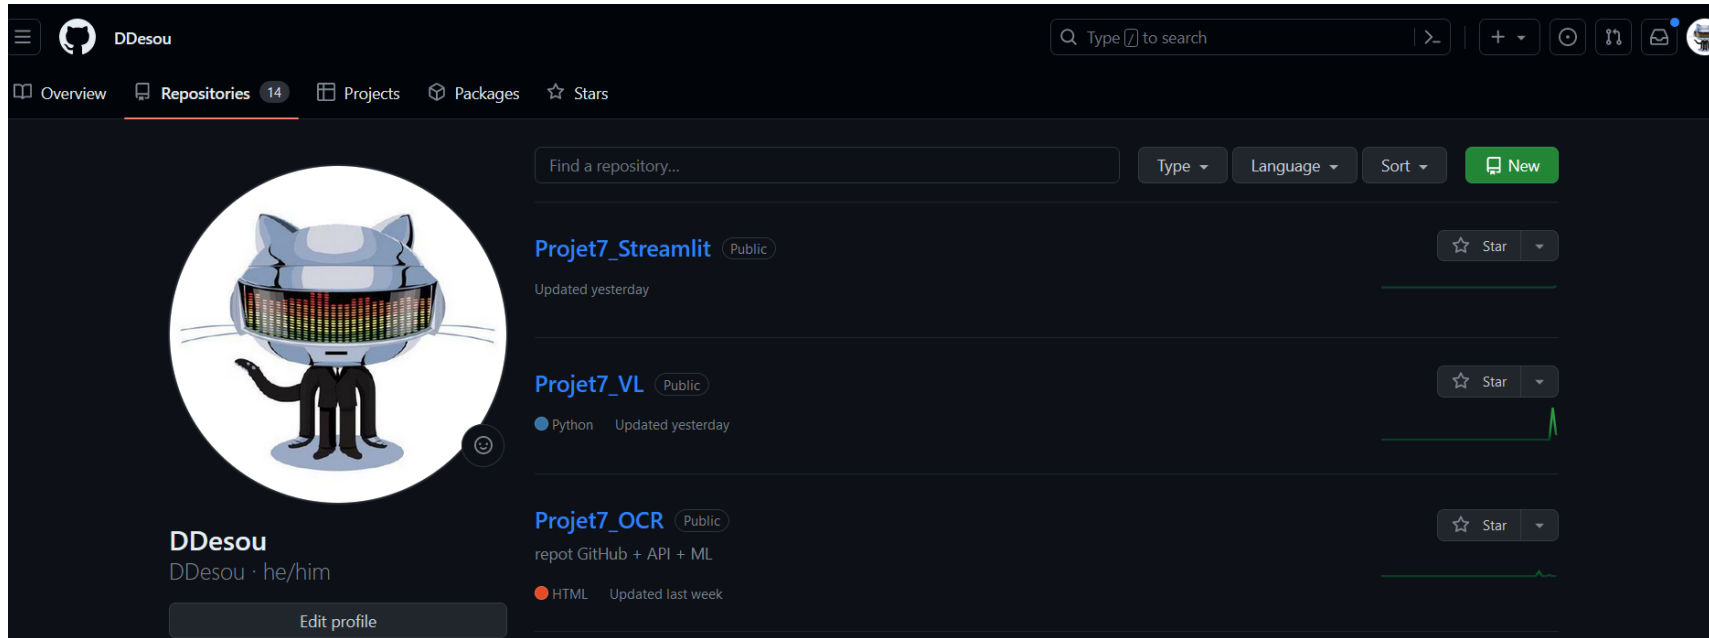 DDesou
Type / to search
Overview
Repositories 14
Projects
Packages
Stars
Find a repository...
Type
Language
Sort
New
Projet7_Streamlit Public
Star
Updated yesterday
Projet7_VL Public
Star
Python Updated yesterday
Projet7_OCR Public
Star
repot GitHub + API + ML
HTML Updated last week
DDesou
DDesou · he/him
Edit profile